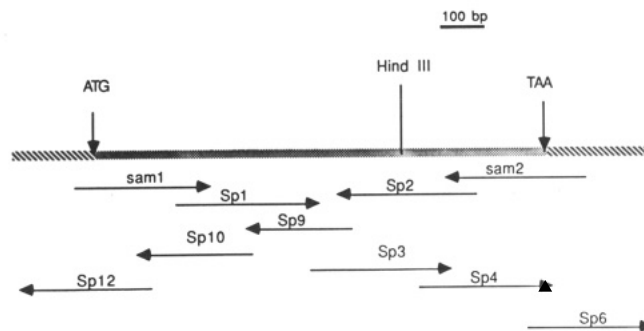 100 bp
Hind III
ATG
TAA
sam1
sam2
Sp1
Sp2
Sp9
Sp10
Sp3
Sp12
Sp4
Sp6